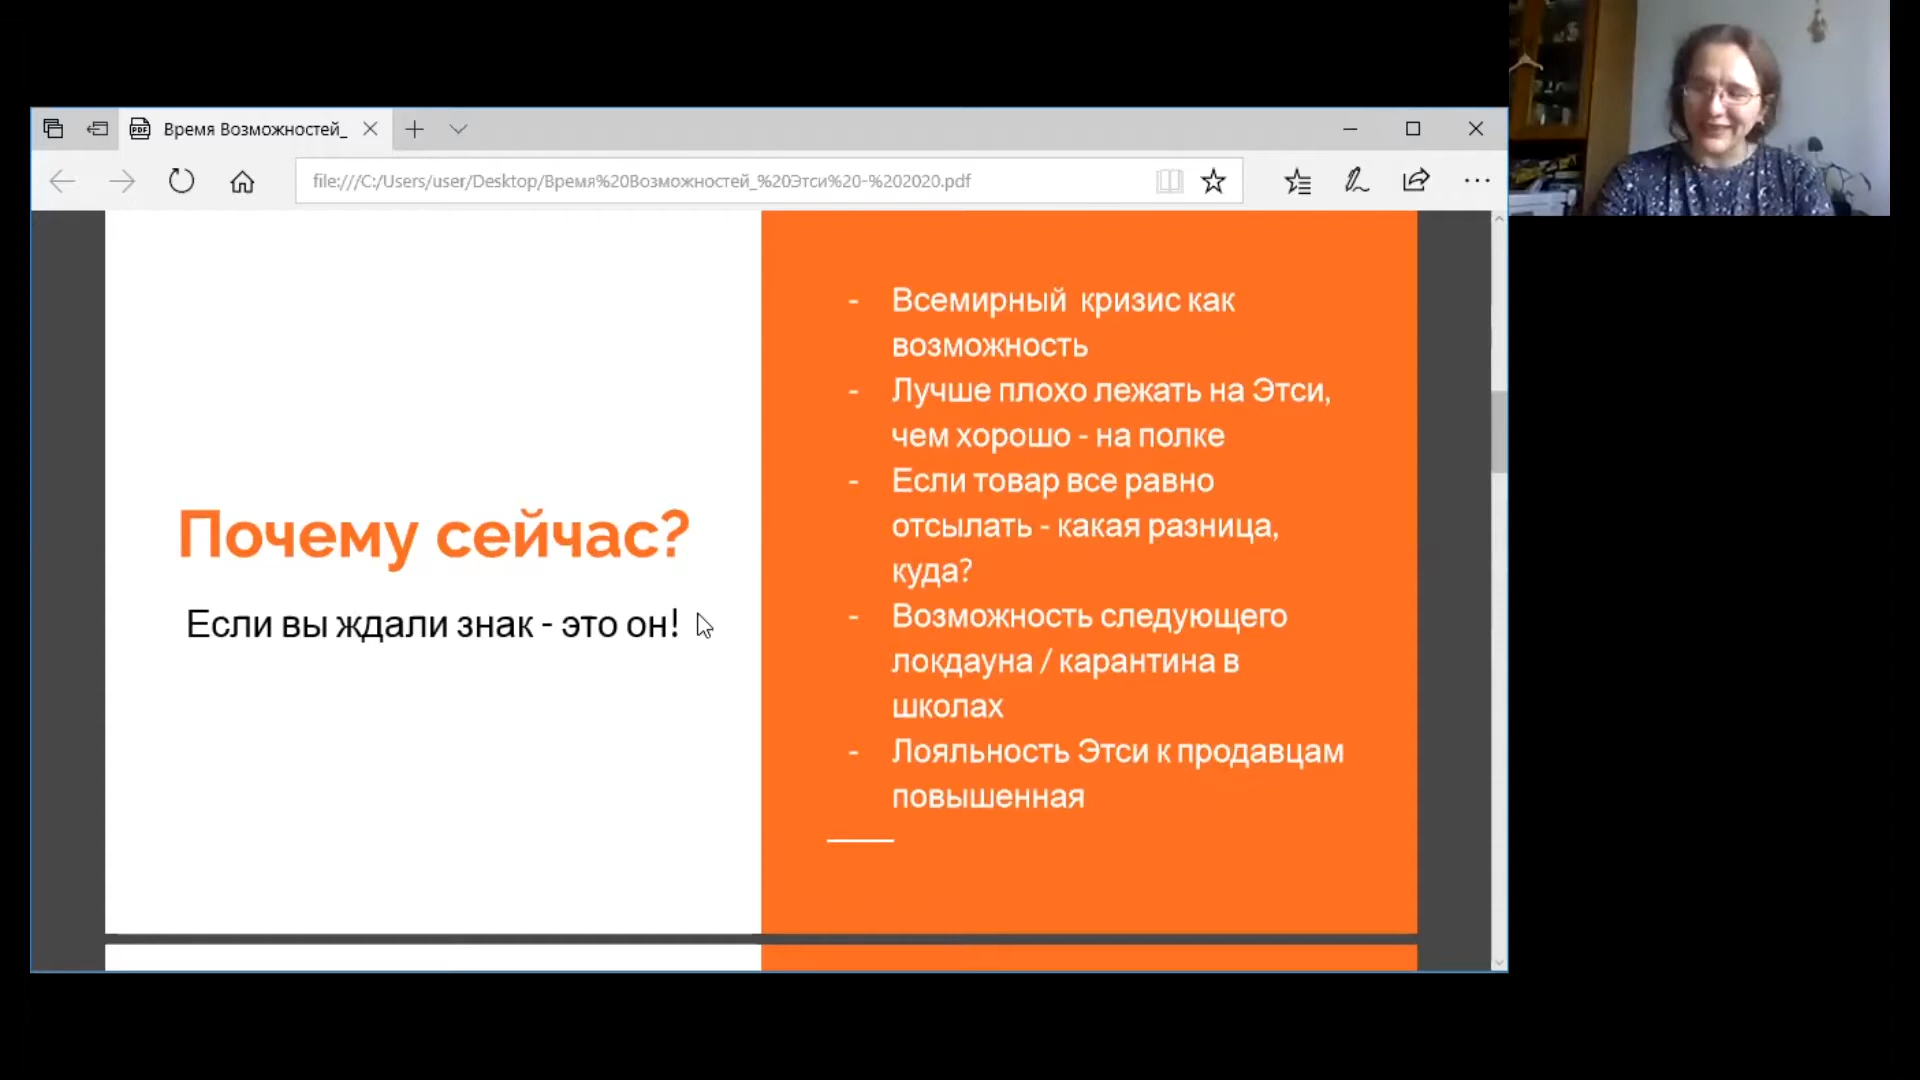 Время Возможностей_
file:///C:/Users/user/Desktop/Время%20Возможностей_%20Этси%20-%202020.pdf
Почему сейчас?
Если вы ждали знак - это он!
- Всемирный кризис как
возможность
- Лучше плохо лежать на Этси,
чем хорошо - на полке
- Если товар все равно
отсылать - какая разница,
куда?
- Возможность следующего
локдауна / карантина в
школах
- Лояльность Этси к продавцам
повышенная